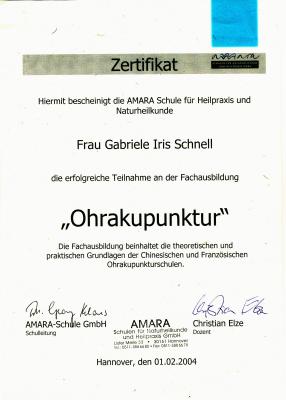 Zertifikat
Hiermit bescheinigt die AMARA Schule für Heilpraxis und
Naturheilkunde
Frau Gabriele Iris Schnell
die erfolgreiche Teilnahme an der Fachausbildung
„Ohrakupunktur“
Die Fachausbildung beinhaltet die theoretischen und
praktischen Grundlagen der Chinesischen und Französischen
Ohrakupunkturschulen.
AMARA-Schule GmbH
Schulleitung
AMARA
Schulen für Naturheilkunde
und Heilpraxis GmbH
30161 Hannover
Christian Elze
Dozent
Hannover, den 01.02.2004